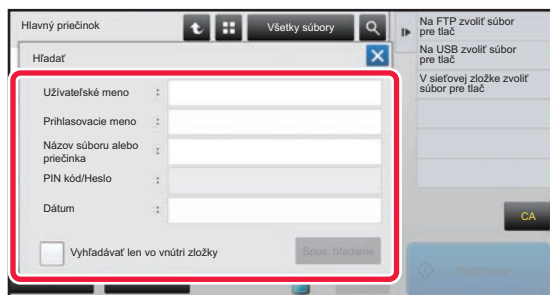 Hlavný priečinok
Všetky súbory
Hľadať
Užívateľské meno :
Prihlasovacie meno :
Názov súboru alebo
priečinka :
PIN kód/Heslo :
Dátum :
Vyhľadávať len vo vnútri zložky
Spus. hľadanie
Na FTP zvoliť súbor
pre tlač
Na USB zvoliť súbor
pre tlač
V sieťovej zložke zvoliť
súbor pre tlač
CA